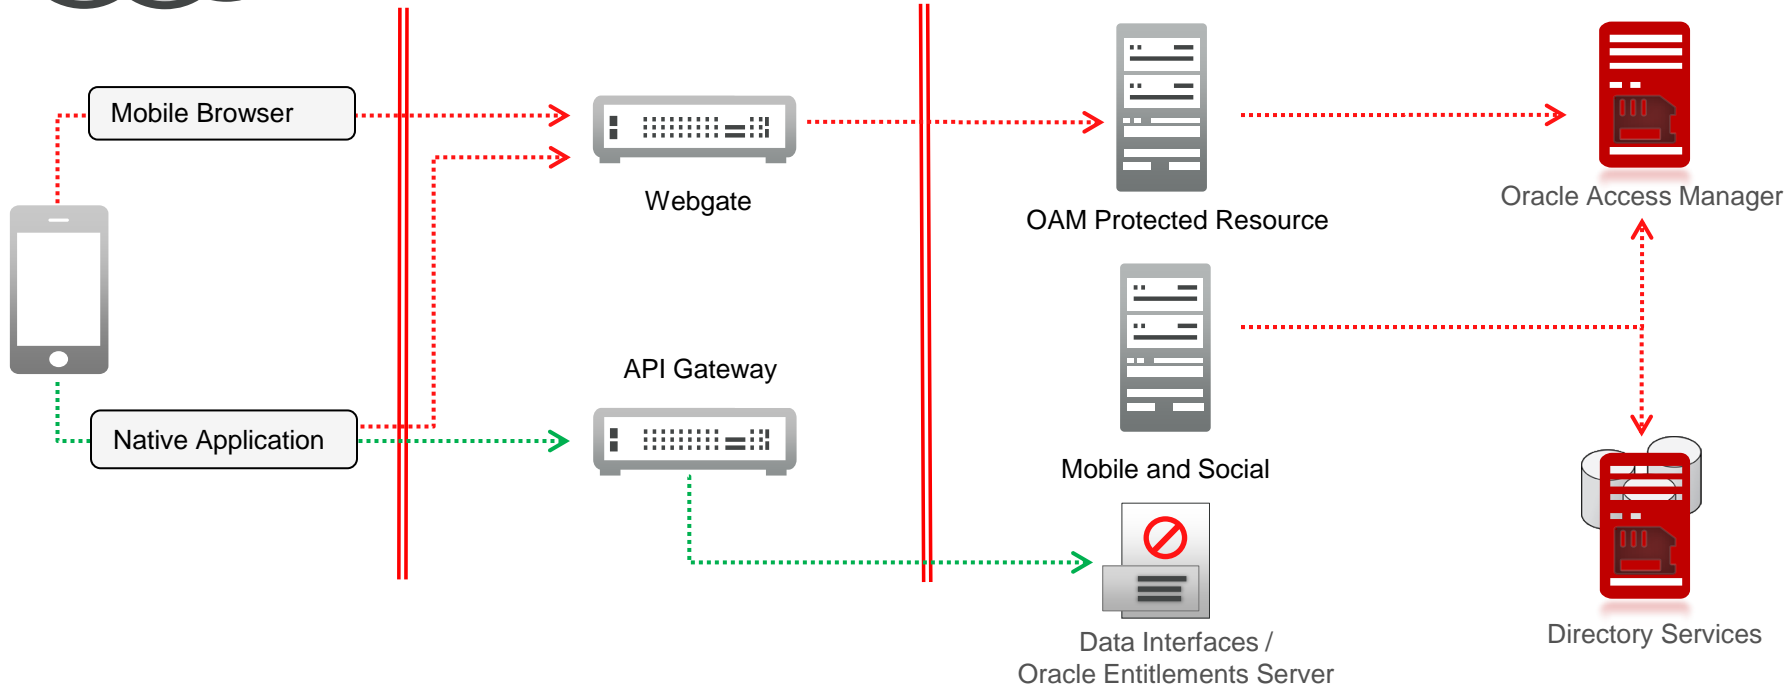 Mobile Browser
Webgate
OAM Protected Resource
Oracle Access Manager
API Gateway
Native Application
Mobile and Social
Data Interfaces /
Oracle Entitlements Server
Directory Services